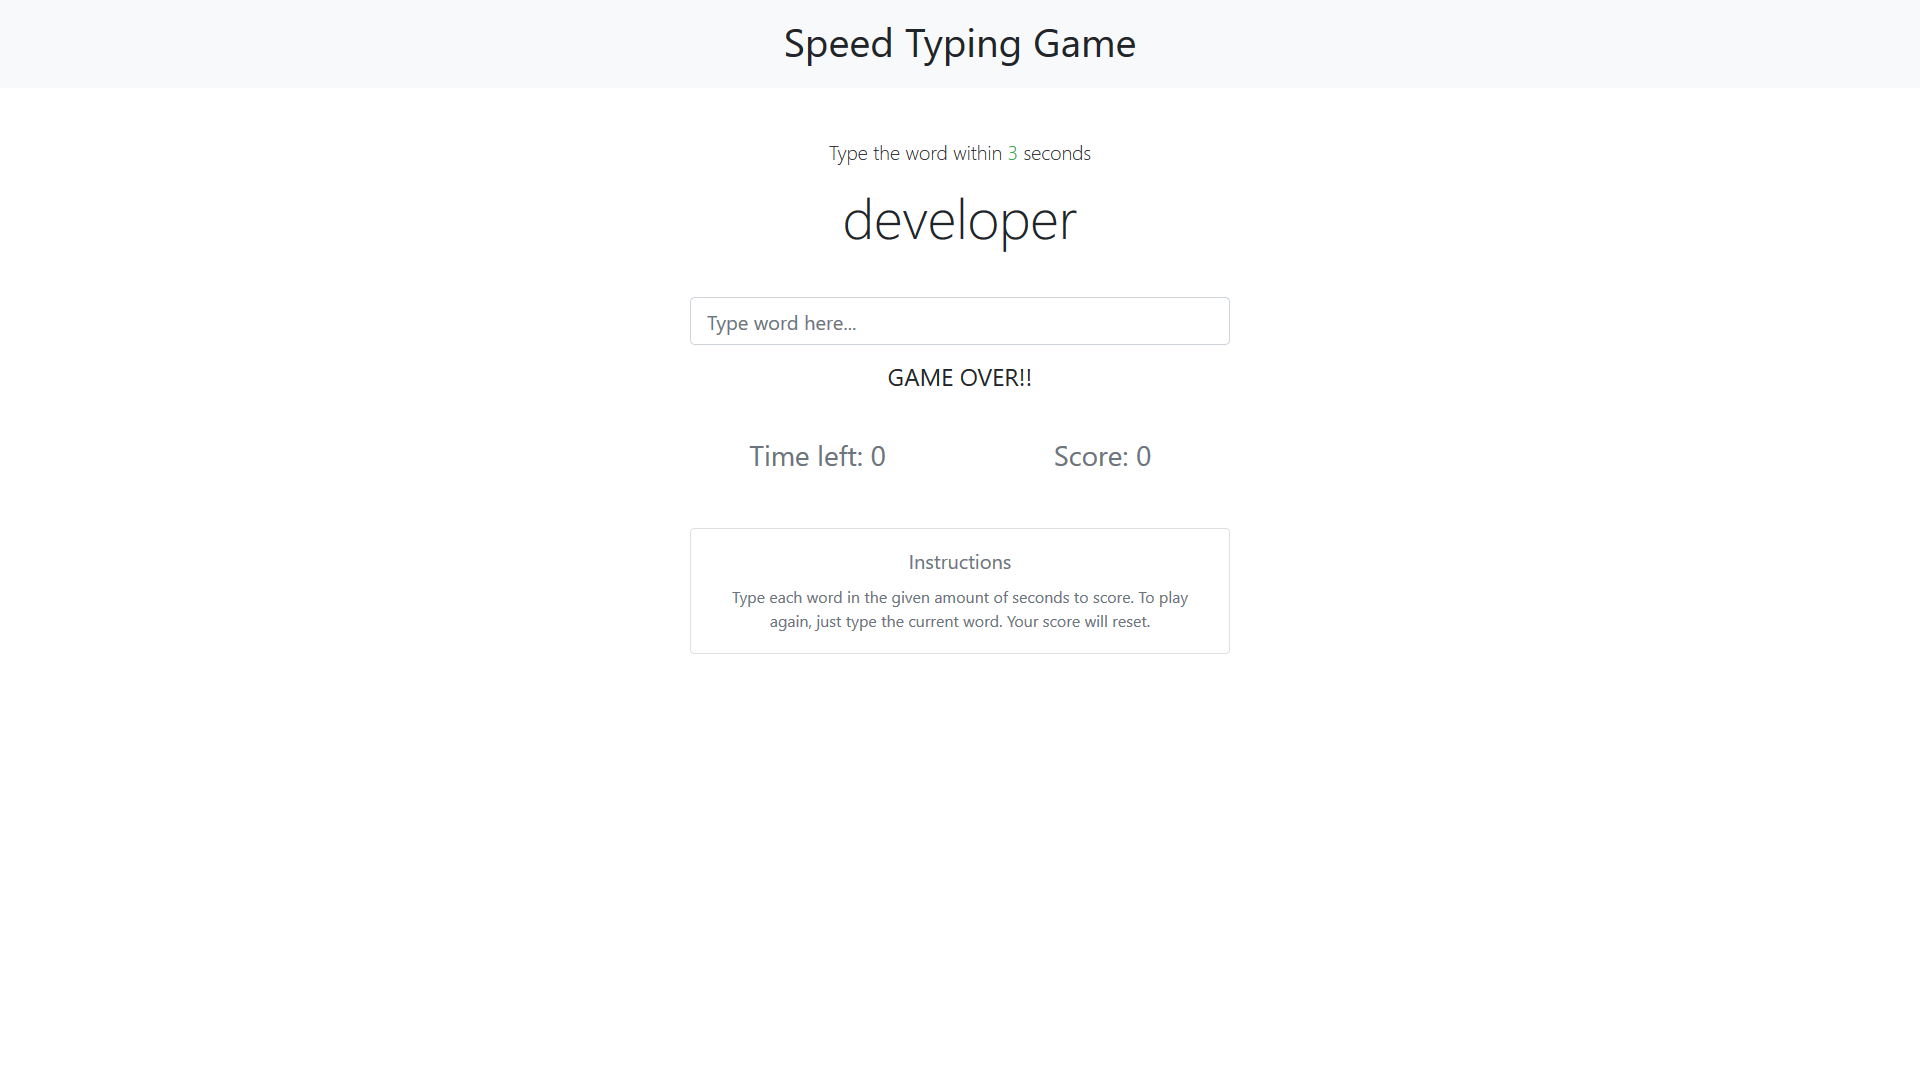 Speed Typing Game
Type the word within 3 seconds
developer
Type word here...
GAME OVER!!
Time left: 0 Score: 0
Instructions
Type each word in the given amount of seconds to score. To play
again, just type the current word. Your score will reset.